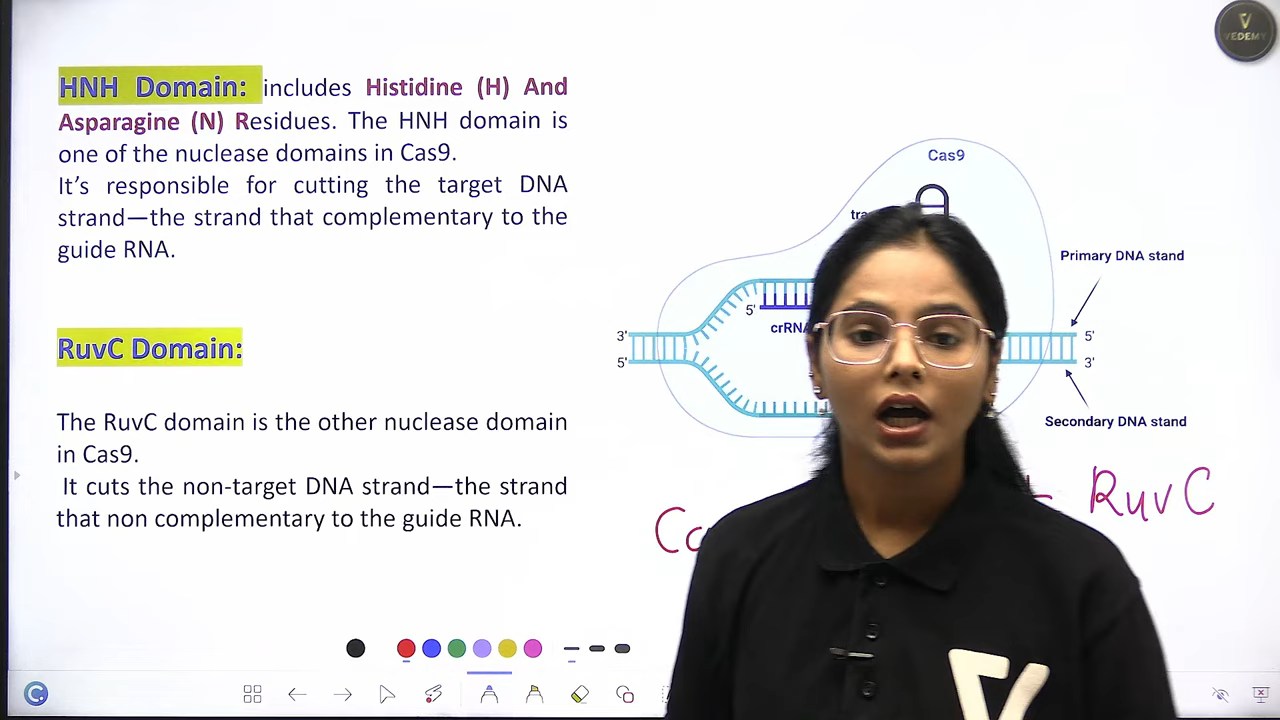 VEDEMY
HNH Domain: includes Histidine (H) And
Asparagine (N) Residues. The HNH domain is
one of the nuclease domains in Cas9.
It’s responsible for cutting the target DNA
strand—the strand that complementary to the
guide RNA.
RuvC Domain:
The RuvC domain is the other nuclease domain
in Cas9.
It cuts the non-target DNA strand—the strand
that non complementary to the guide RNA.
Cas9
Primary DNA stand
5'
crRNA
3'
5'
5'
3'
Secondary DNA stand
RuvC